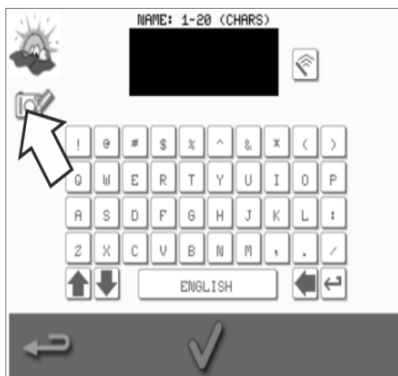 NAME: 1-20 (CHARS)
! @ # $ % ^ & * ( )
Q W E R T Y U I O P
A S D F G H J K L :
Z X C V B N M , . /
ENGLISH